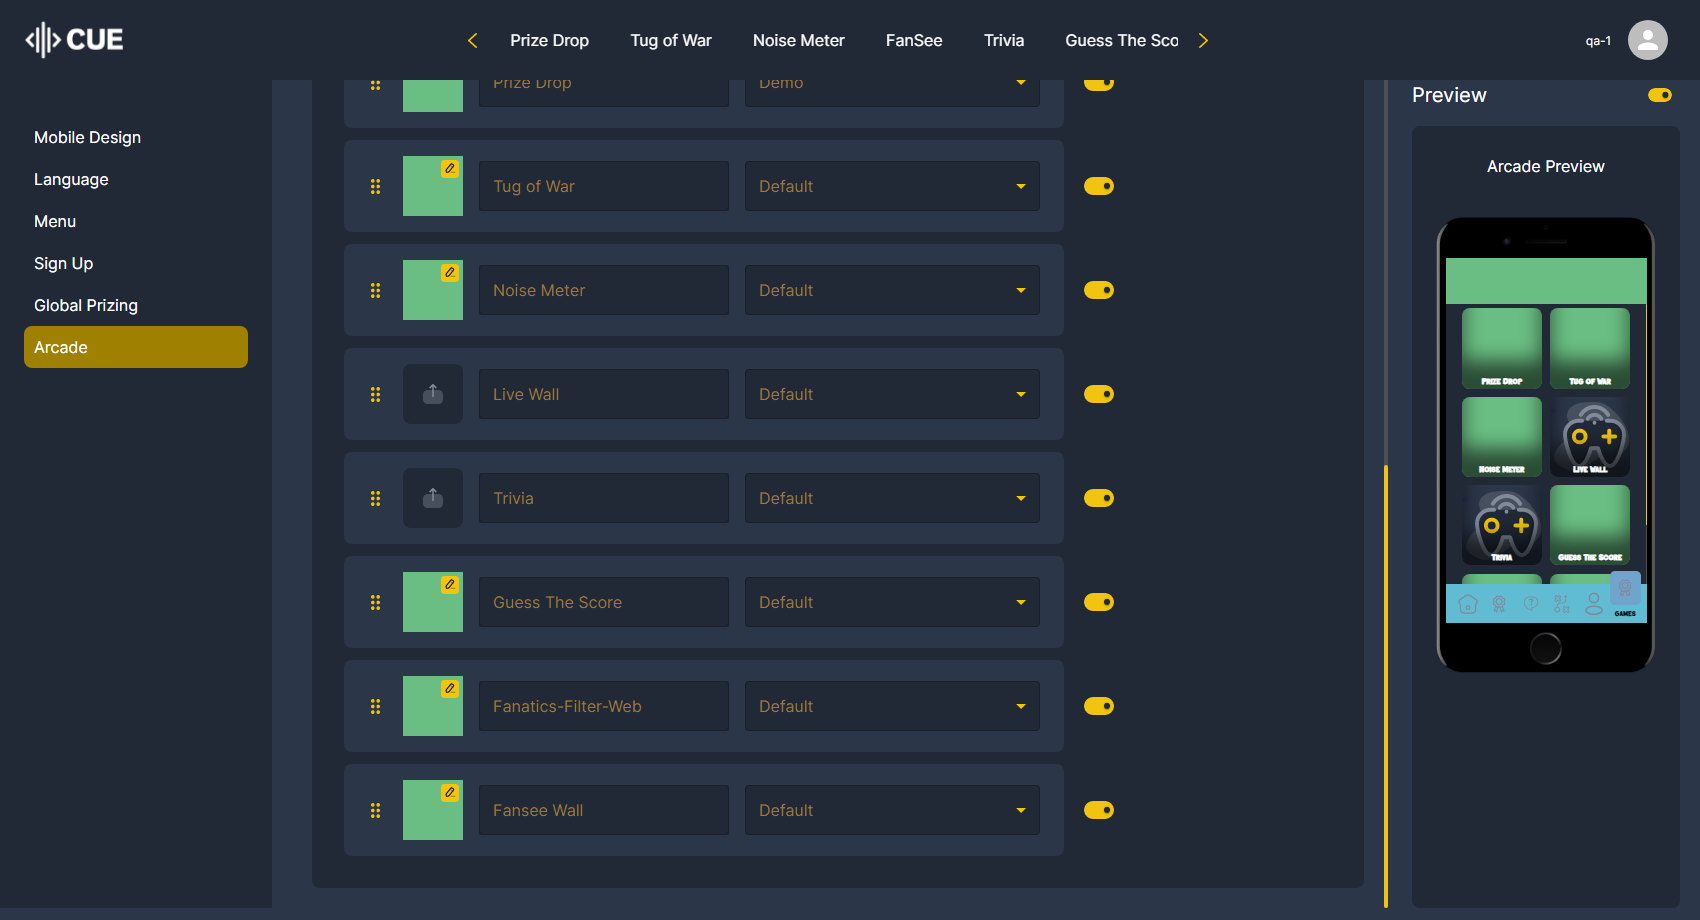 CUE
Prize Drop
Tug of War
Noise Meter
FanSee
Trivia
Guess The Sco
qa-1
Mobile Design
Language
Menu
Sign Up
Global Prizing
Arcade
Prize Drop
Demo
Tug of War
Default
Noise Meter
Default
Live Wall
Default
Trivia
Default
Guess The Score
Default
Fanatics-Filter-Web
Default
Fansee Wall
Default
Preview
Arcade Preview
Prize Drop
Tug of War
Noise Meter
Live Wall
Trivia
Guess The Score
GAMES